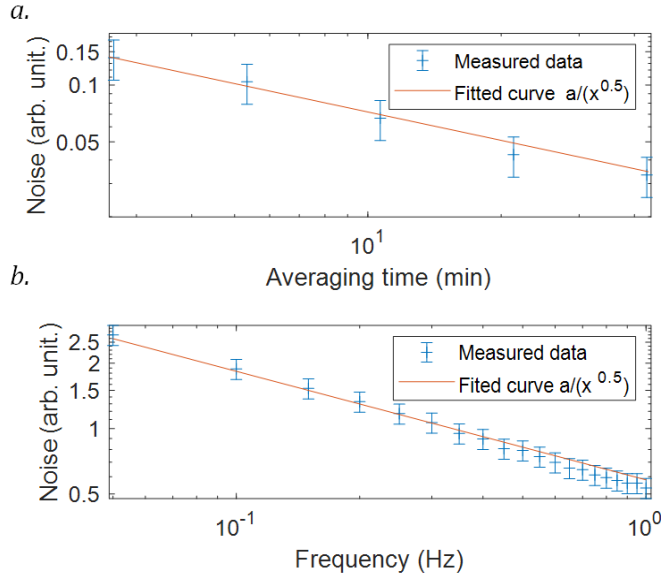 a.
0.15
0.1
0.05
Noise (arb. unit.)
Measured data
Fitted curve a/(x^0.5)
10^1
Averaging time (min)
b.
2.5
2
1.5
1
0.5
Noise (arb. unit.)
Measured data
Fitted curve a/(x^0.5)
10^-1
10^0
Frequency (Hz)